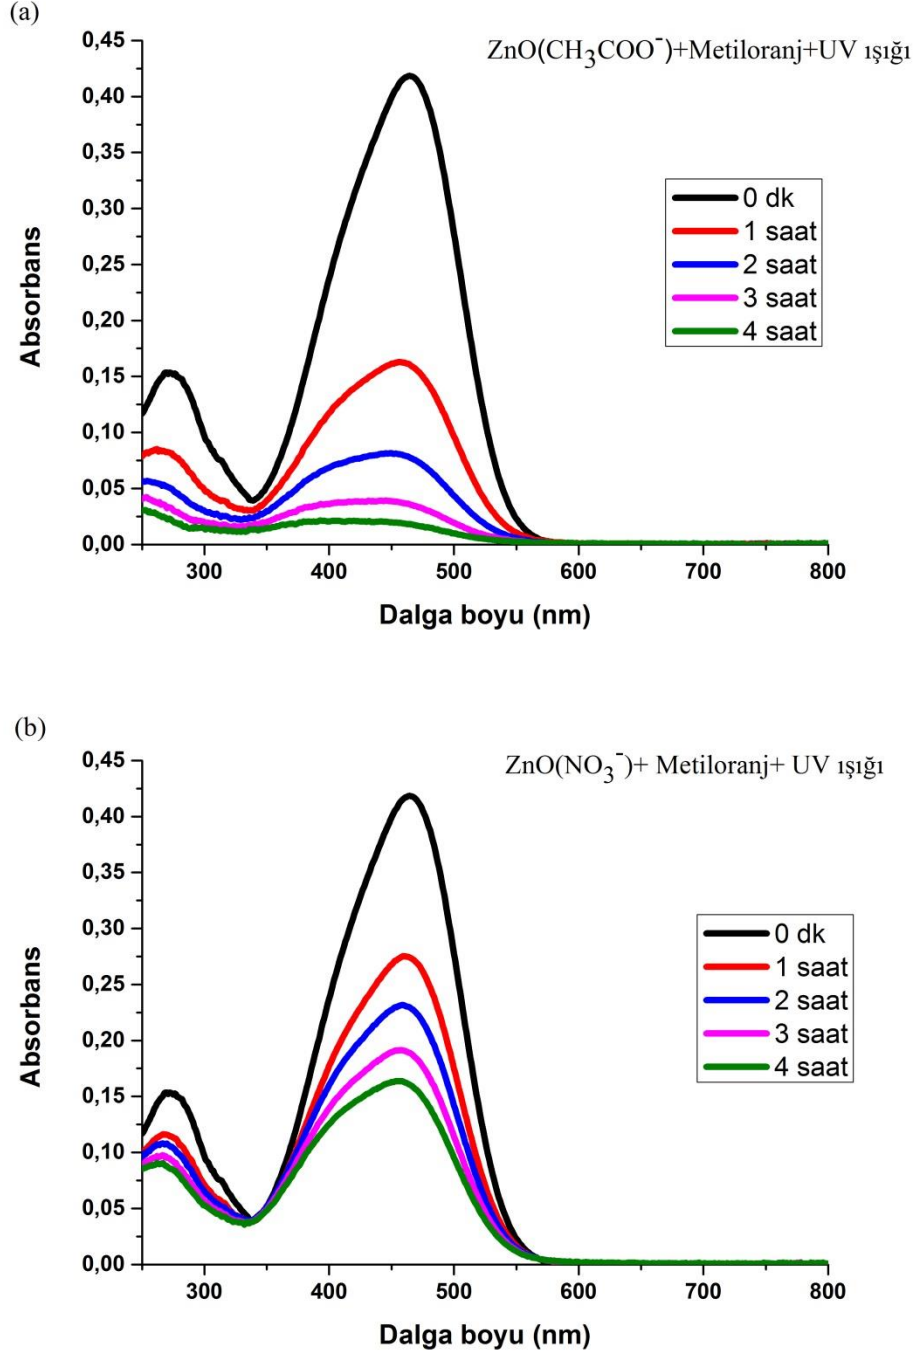 (a)
ZnO(CH₃COO⁻)+Metiloranj+UV ışığı
0,45
0,40
0,35
0,30
0,25
0,20
0,15
0,10
0,05
0,00
Absorbans
0 dk
1 saat
2 saat
3 saat
4 saat
300 400 500 600 700 800
Dalga boyu (nm)
(b)
ZnO(NO₃⁻)+ Metiloranj+ UV ışığı
0,45
0,40
0,35
0,30
0,25
0,20
0,15
0,10
0,05
0,00
Absorbans
0 dk
1 saat
2 saat
3 saat
4 saat
300 400 500 600 700 800
Dalga boyu (nm)